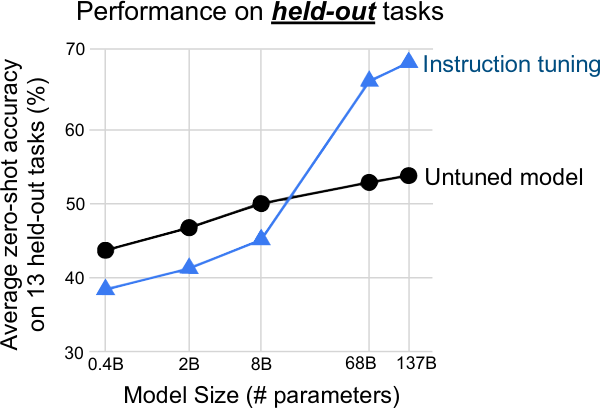 Performance on held-out tasks
Average zero-shot accuracy
on 13 held-out tasks (%)
70
60
50
40
30
Instruction tuning
Untuned model
0.4B 2B 8B 68B 137B
Model Size (# parameters)